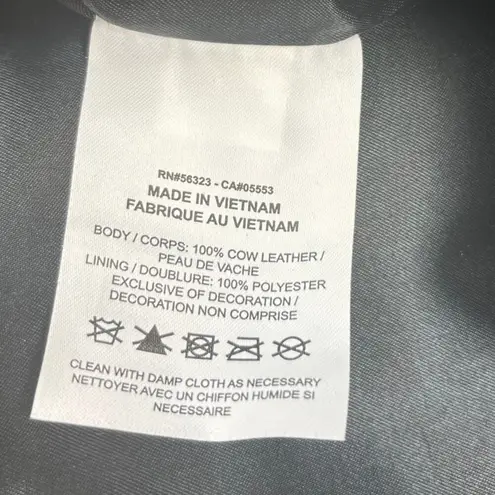 RN#56323 - CA#05553
MADE IN VIETNAM
FABRIQUE AU VIETNAM
BODY / CORPS: 100% COW LEATHER /
PEAU DE VACHE
LINING / DOUBLURE: 100% POLYESTER
EXCLUSIVE OF DECORATION /
DECORATION NON COMPRISE
CLEAN WITH DAMP CLOTH AS NECESSARY
NETTOYER AVEC UN CHIFFON HUMIDE SI
NECESSAIRE